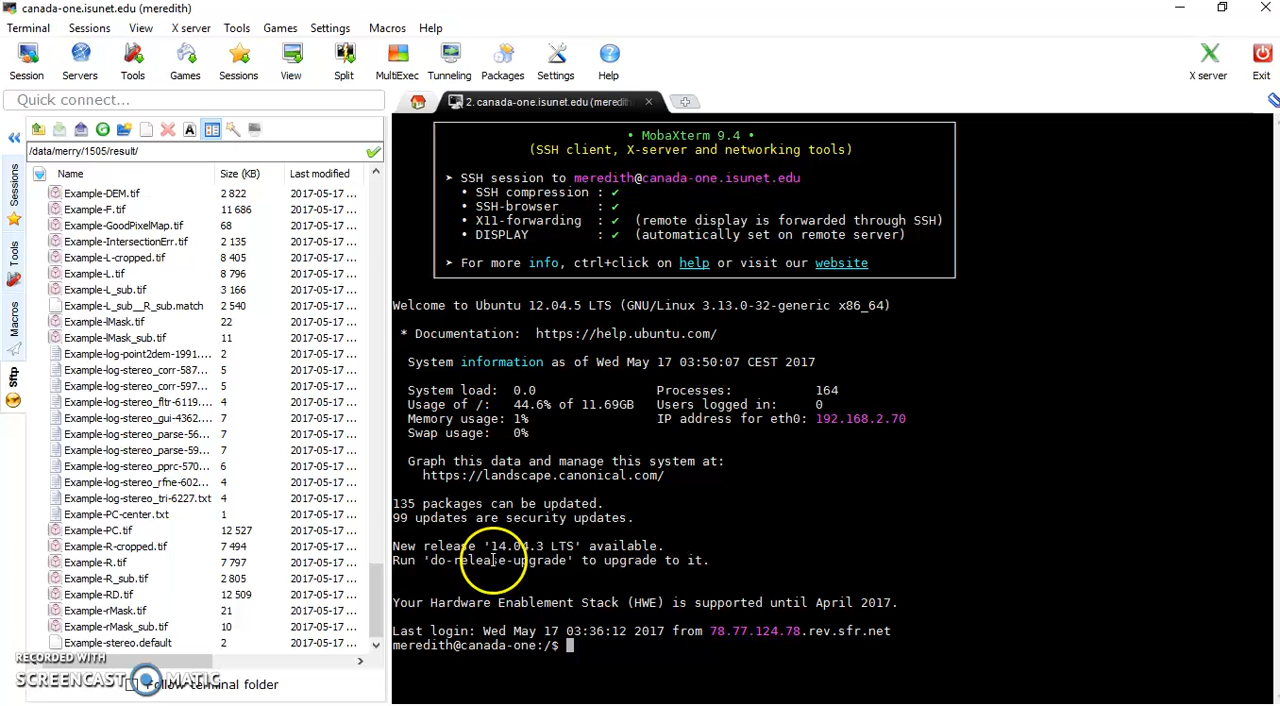 canada-one.isunet.edu (meredith)
Terminal Sessions View X server Tools Games Settings Macros Help
Session Servers Tools Games Sessions View Split MultiExec Tunneling Packages Settings Help X server Exit
Quick connect...
2. canada-one.isunet.edu (meredith
/data/merry/1505/result/
Name Size (KB) Last modified
Example-DEM.tif 2 822 2017-05-17 ...
Example-F.tif 11 686 2017-05-17 ...
Example-GoodPixelMap.tif 68 2017-05-17 ...
Example-IntersectionErr.tif 2 135 2017-05-17 ...
Example-L-cropped.tif 8 405 2017-05-17 ...
Example-L.tif 8 796 2017-05-17 ...
Example-L_sub.tif 3 166 2017-05-17 ...
Example-L_sub__R_sub.match 2 540 2017-05-17 ...
Example-lMask.tif 22 2017-05-17 ...
Example-lMask_sub.tif 11 2017-05-17 ...
Example-log-point2dem-1991.... 2 2017-05-17 ...
Example-log-stereo_corr-587... 5 2017-05-17 ...
Example-log-stereo_corr-597... 5 2017-05-17 ...
Example-log-stereo_fltr-6119.... 4 2017-05-17 ...
Example-log-stereo_gui-4362... 7 2017-05-17 ...
Example-log-stereo_parse-56... 7 2017-05-17 ...
Example-log-stereo_parse-59... 7 2017-05-17 ...
Example-log-stereo_pprc-570... 6 2017-05-17 ...
Example-log-stereo_rfne-602... 4 2017-05-17 ...
Example-log-stereo_tri-6227.txt 4 2017-05-17 ...
Example-PC-center.txt 1 2017-05-17 ...
Example-PC.tif 12 527 2017-05-17 ...
Example-R-cropped.tif 7 494 2017-05-17 ...
Example-R.tif 7 797 2017-05-17 ...
Example-R_sub.tif 2 805 2017-05-17 ...
Example-RD.tif 12 509 2017-05-17 ...
Example-rMask.tif 21 2017-05-17 ...
Example-rMask_sub.tif 10 2017-05-17 ...
Example-stereo.default 2 2017-05-17 ...
Follow terminal folder
RECORDED WITH
SCREENCAST MATIC
Sessions
Tools
Macros
Sftp
• MobaXterm 9.4 •
(SSH client, X-server and networking tools)
➤ SSH session to meredith@canada-one.isunet.edu
• SSH compression : ✔
• SSH-browser : ✔
• X11-forwarding : ✔ (remote display is forwarded through SSH)
• DISPLAY : ✔ (automatically set on remote server)
➤ For more info, ctrl+click on help or visit our website
Welcome to Ubuntu 12.04.5 LTS (GNU/Linux 3.13.0-32-generic x86_64)
* Documentation: https://help.ubuntu.com/
System information as of Wed May 17 03:50:07 CEST 2017
System load: 0.0 Processes: 164
Usage of /: 44.6% of 11.69GB Users logged in: 0
Memory usage: 1% IP address for eth0: 192.168.2.70
Swap usage: 0%
Graph this data and manage this system at:
https://landscape.canonical.com/
135 packages can be updated.
99 updates are security updates.
New release '14.04.3 LTS' available.
Run 'do-release-upgrade' to upgrade to it.
Your Hardware Enablement Stack (HWE) is supported until April 2017.
Last login: Wed May 17 03:36:12 2017 from 78.77.124.78.rev.sfr.net
meredith@canada-one:/$